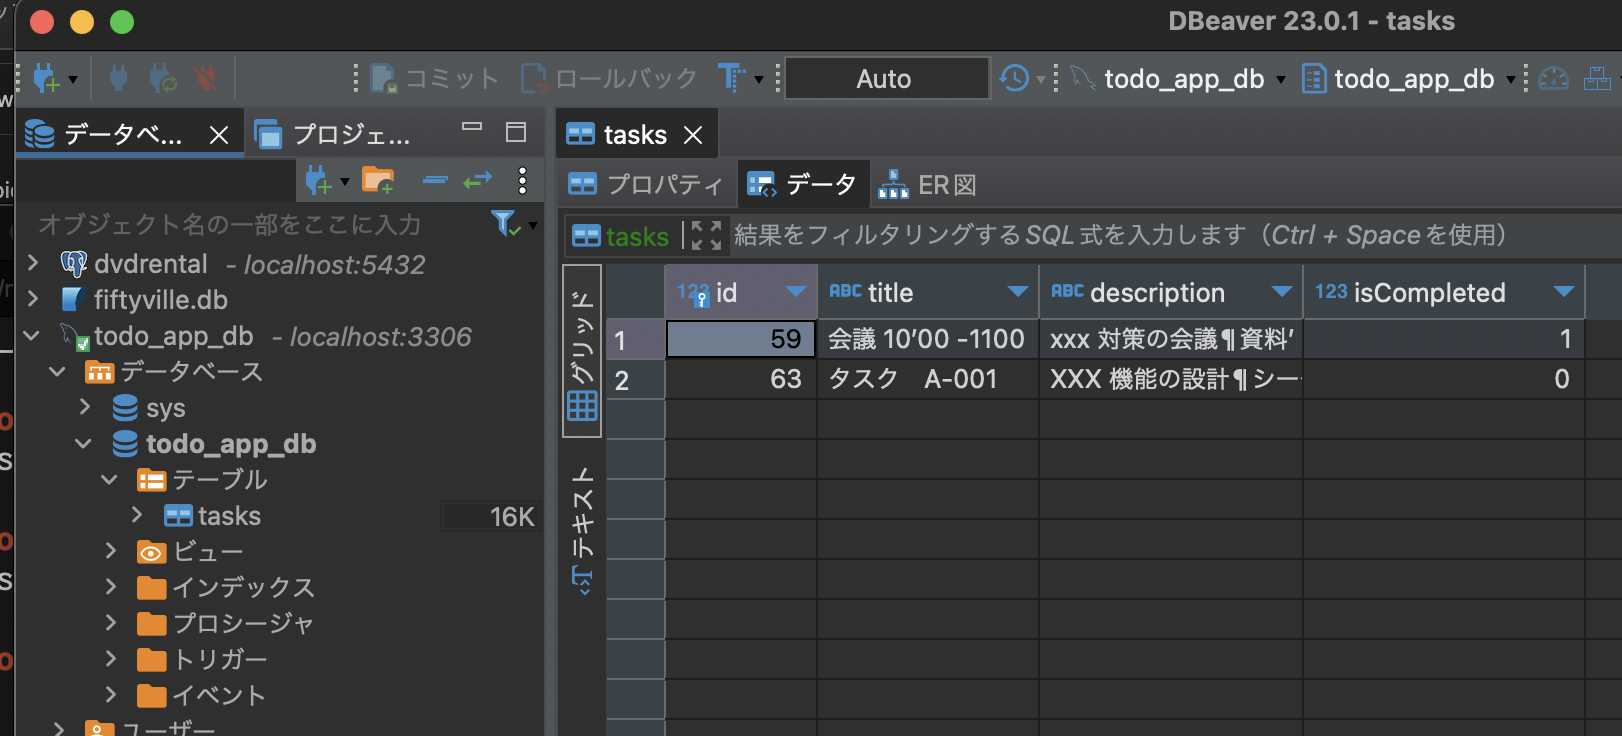 DBeaver 23.0.1 - tasks
コミット ロールバック Auto todo_app_db todo_app_db
データベ... プロジェ...
オブジェクト名の一部をここに入力
dvdrental - localhost:5432
fiftyville.db
todo_app_db - localhost:3306
データベース
sys
todo_app_db
テーブル
tasks 16K
ビュー
インデックス
プロシージャ
トリガー
イベント
ユーザー
tasks
プロパティ データ ER図
tasks 結果をフィルタリングするSQL式を入力します（Ctrl + Spaceを使用）
グリッド
テキスト
123 id ABC title ABC description 123 isCompleted
1 59 会議 10’00 -1100 xxx 対策の会議¶資料’ 1
2 63 タスク　A-001 XXX 機能の設計¶シー 0